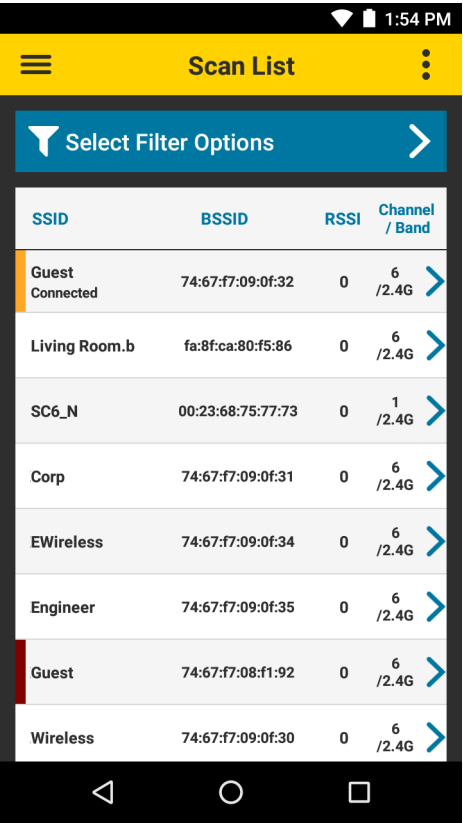 1:54 PM
Scan List
Select Filter Options
SSID BSSID RSSI Channel / Band
Guest Connected 74:67:f7:09:0f:32 0 6 /2.4G
Living Room.b fa:8f:ca:80:f5:86 0 6 /2.4G
SC6_N 00:23:68:75:77:73 0 1 /2.4G
Corp 74:67:f7:09:0f:31 0 6 /2.4G
EWireless 74:67:f7:09:0f:34 0 6 /2.4G
Engineer 74:67:f7:09:0f:35 0 6 /2.4G
Guest 74:67:f7:08:f1:92 0 6 /2.4G
Wireless 74:67:f7:09:0f:30 0 6 /2.4G